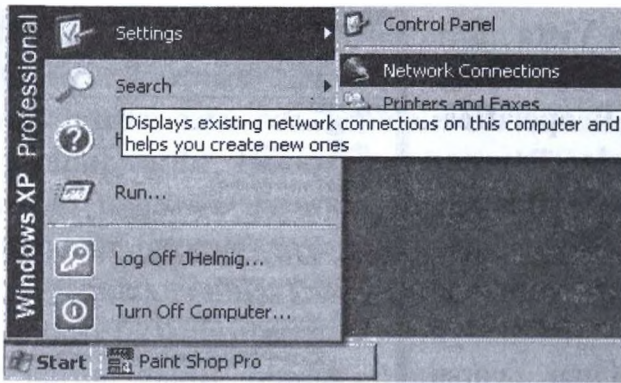 Windows XP Professional
Settings
Search
H
Run...
Log Off JHelmig...
Turn Off Computer...
Control Panel
Network Connections
Printers and Faxes
Displays existing network connections on this computer and
helps you create new ones
Start
Paint Shop Pro